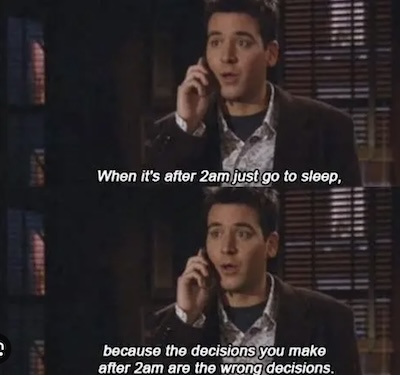 When it's after 2am just go to sleep,
because the decisions you make
after 2am are the wrong decisions.